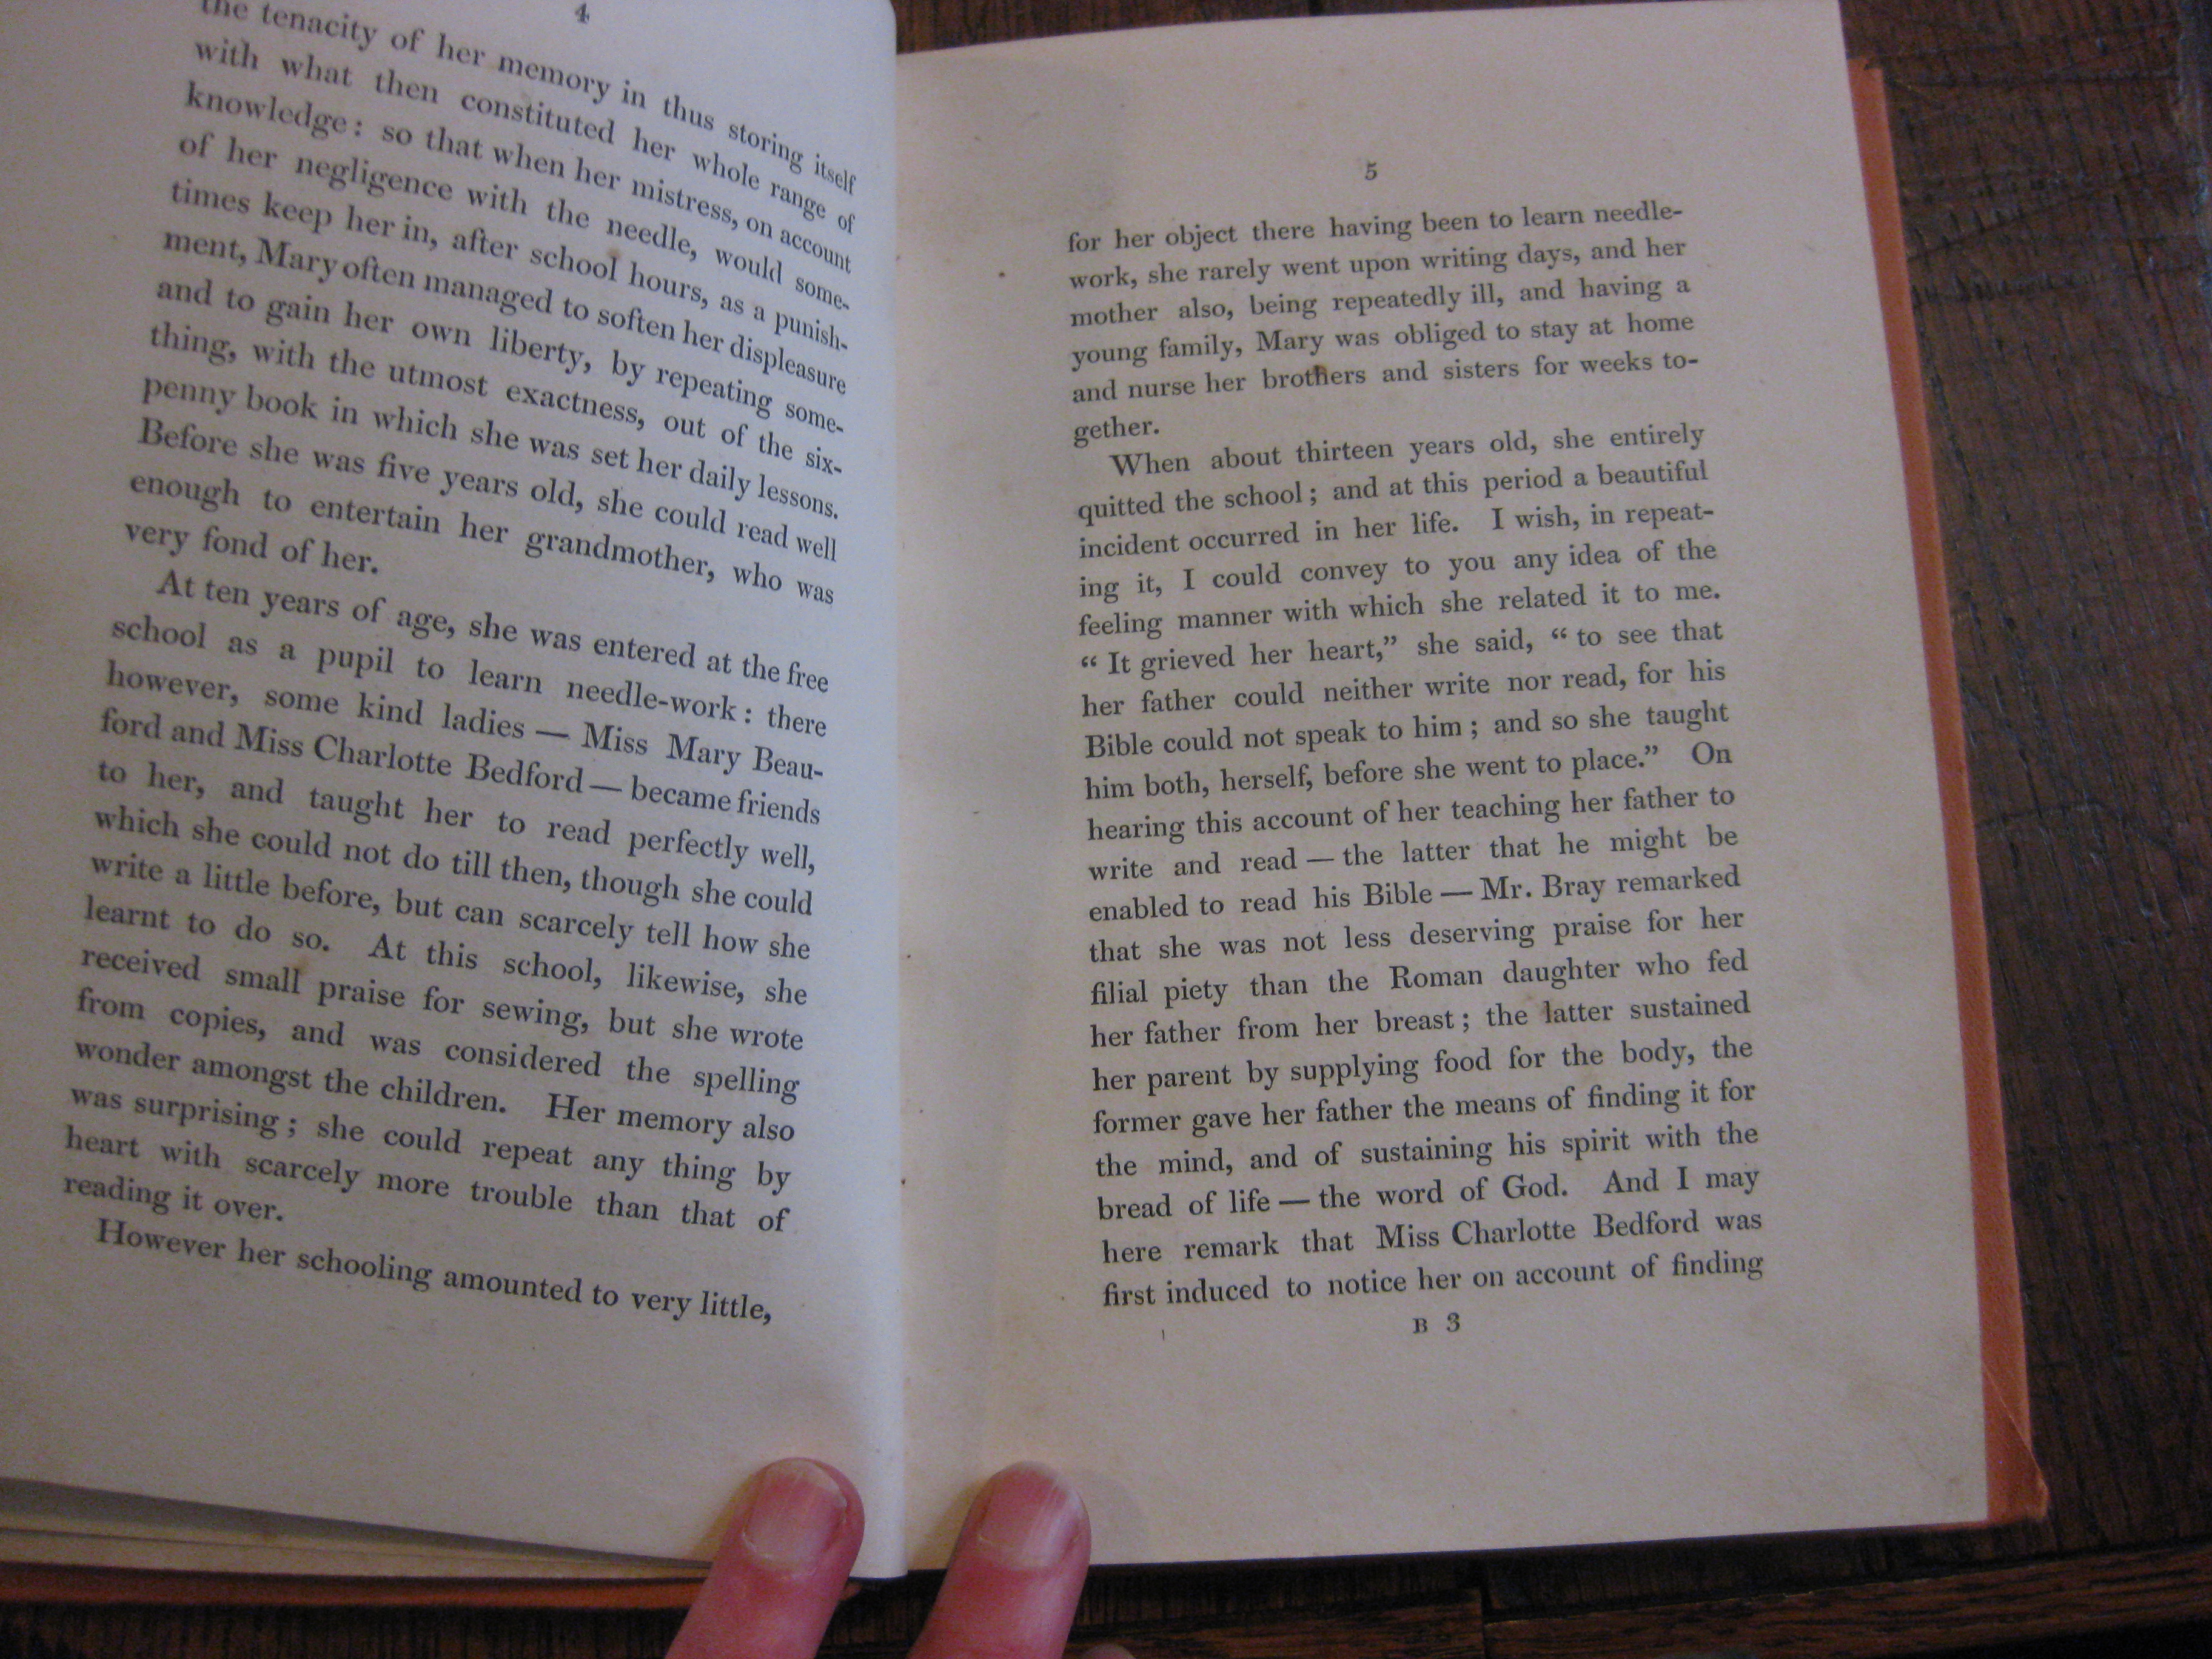 4
the tenacity of her memory in thus storing itself
with what then constituted her whole range of
knowledge: so that when her mistress, on account
of her negligence with the needle, would some-
times keep her in, after school hours, as a punish-
ment, Mary often managed to soften her displeasure
and to gain her own liberty, by repeating some-
thing, with the utmost exactness, out of the six-
penny book in which she was set her daily lessons.
Before she was five years old, she could read well
enough to entertain her grandmother, who was
very fond of her.
At ten years of age, she was entered at the free
school as a pupil to learn needle-work: there
however, some kind ladies — Miss Mary Beau-
ford and Miss Charlotte Bedford — became friends
to her, and taught her to read perfectly well,
which she could not do till then, though she could
write a little before, but can scarcely tell how she
learnt to do so. At this school, likewise, she
received small praise for sewing, but she wrote
from copies, and was considered the spelling
wonder amongst the children. Her memory also
was surprising; she could repeat any thing by
heart with scarcely more trouble than that of
reading it over.
However her schooling amounted to very little,
5
for her object there having been to learn needle-
work, she rarely went upon writing days, and her
mother also, being repeatedly ill, and having a
young family, Mary was obliged to stay at home
and nurse her brothers and sisters for weeks to-
gether.
When about thirteen years old, she entirely
quitted the school; and at this period a beautiful
incident occurred in her life. I wish, in repeat-
ing it, I could convey to you any idea of the
feeling manner with which she related it to me.
“ It grieved her heart,” she said, “ to see that
her father could neither write nor read, for his
Bible could not speak to him; and so she taught
him both, herself, before she went to place.” On
hearing this account of her teaching her father to
write and read — the latter that he might be
enabled to read his Bible — Mr. Bray remarked
that she was not less deserving praise for her
filial piety than the Roman daughter who fed
her father from her breast; the latter sustained
her parent by supplying food for the body, the
former gave her father the means of finding it for
the mind, and of sustaining his spirit with the
bread of life — the word of God. And I may
here remark that Miss Charlotte Bedford was
first induced to notice her on account of finding
B 3